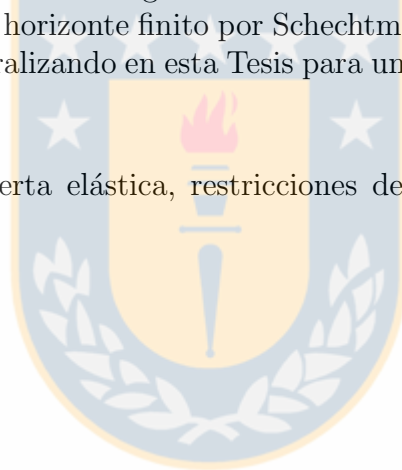 horizonte finito por Schechtm
ralizando en esta Tesis para un
erta elástica, restricciones de